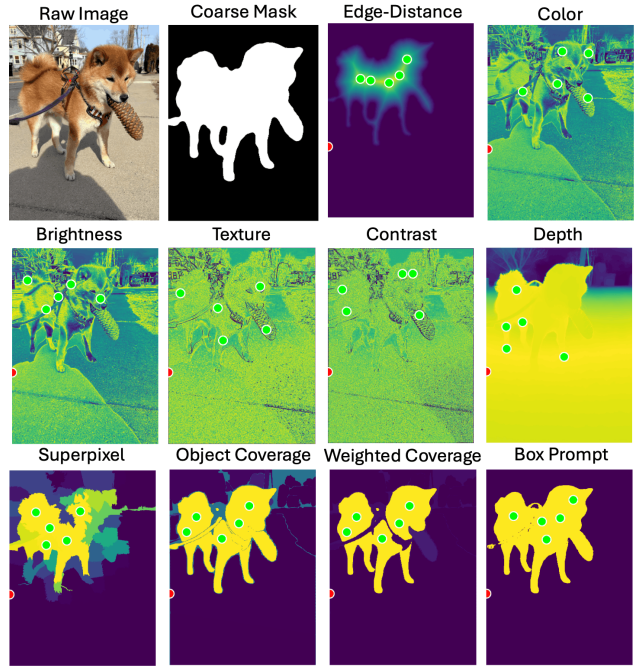 Raw Image Coarse Mask Edge-Distance Color
Brightness Texture Contrast Depth
Superpixel Object Coverage Weighted Coverage Box Prompt